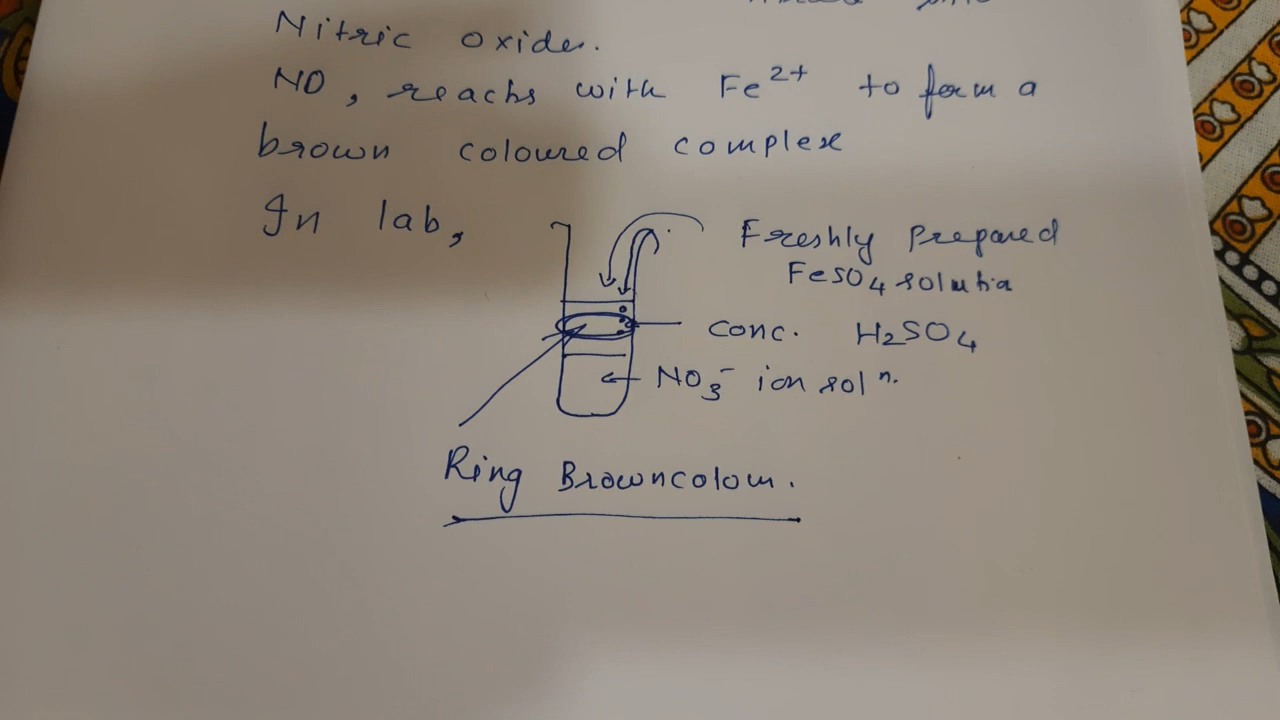 Nitric oxide.
NO, reacts with Fe2+ to form a
brown coloured complex
In lab,
Freshly prepared
FeSO4 solution
conc. H2SO4
NO3- ion soln.
Ring Browncolour.